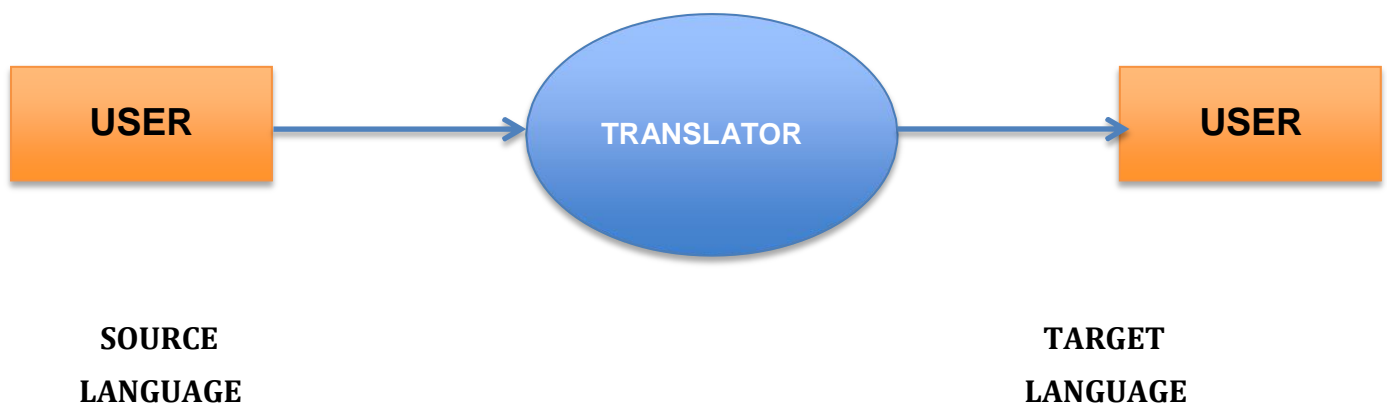 USER
TRANSLATOR
USER
SOURCE
LANGUAGE
TARGET
LANGUAGE